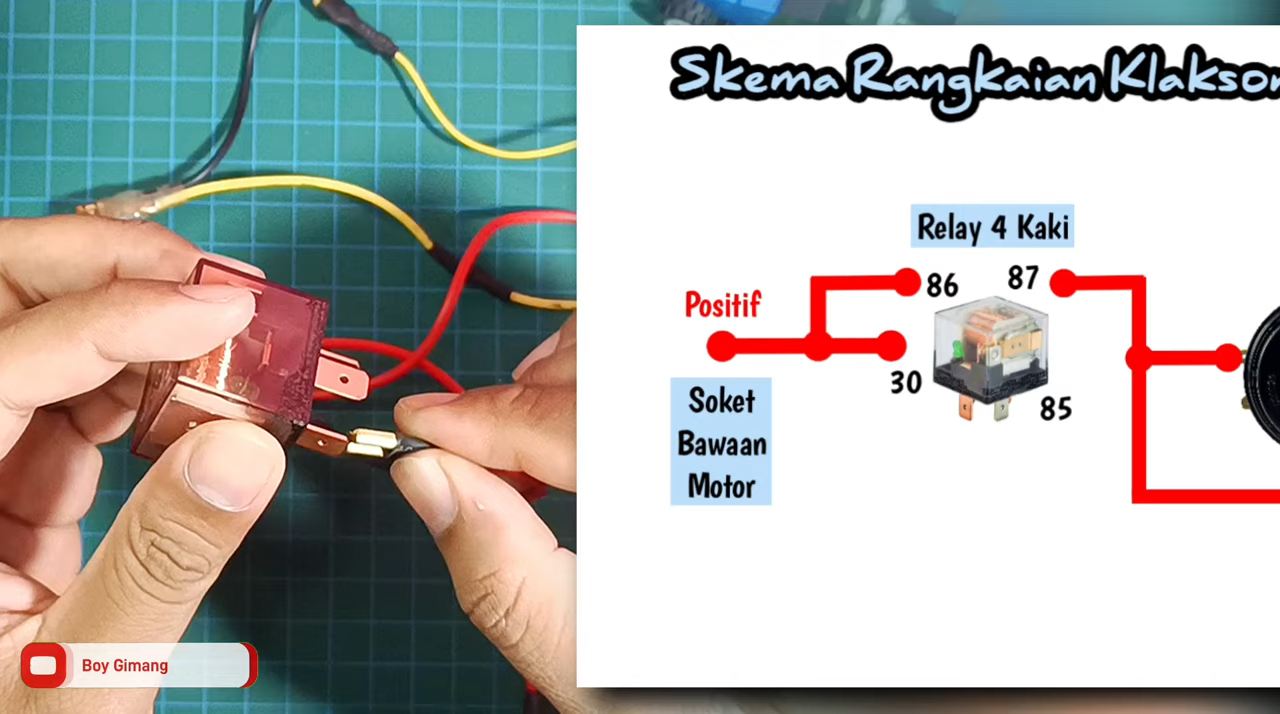 Skema Rangkaian Klakson
Relay 4 Kaki
86
87
Positif
30
85
Soket
Bawaan
Motor
Boy Gimang